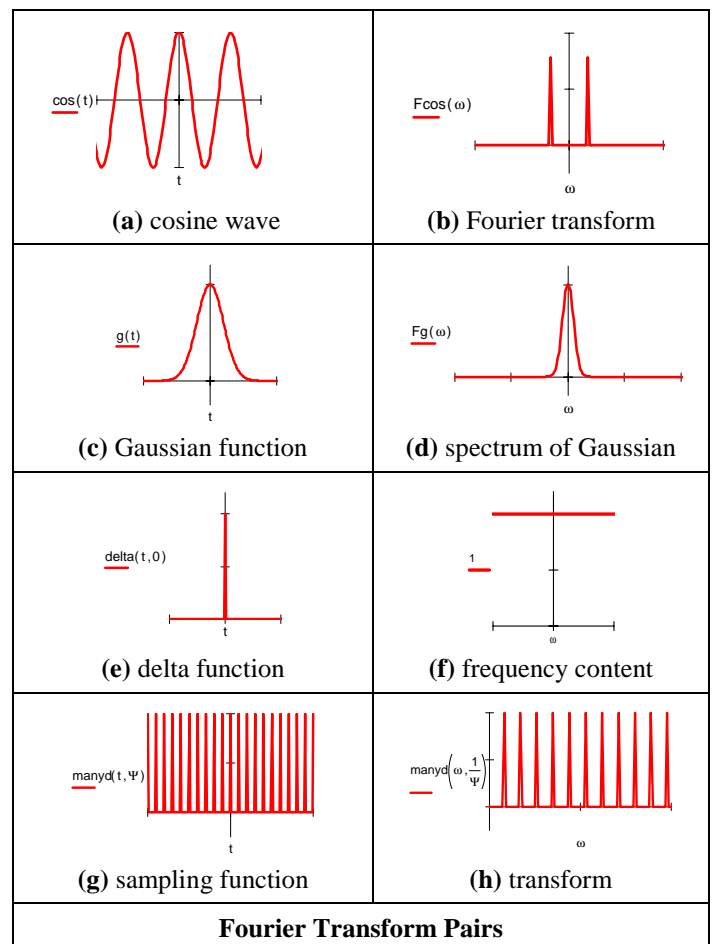 cos(t)
t
(a) cosine wave
Fcos(ω)
ω
(b) Fourier transform
g(t)
t
(c) Gaussian function
Fg(ω)
ω
(d) spectrum of Gaussian
delta(t,0)
t
(e) delta function
1
ω
(f) frequency content
manyd(t,Ψ)
t
(g) sampling function
manyd(ω,1/Ψ)
ω
(h) transform
Fourier Transform Pairs